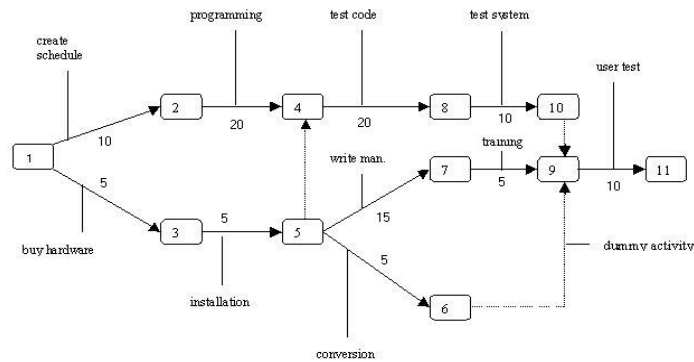 programming
test code
test system
create
schedule
user test
2
4
8
10
10
20
20
10
training
1
write man.
7
9
11
5
5
10
15
5
3
5
5
buy hardware
dummy activity
6
installation
conversion